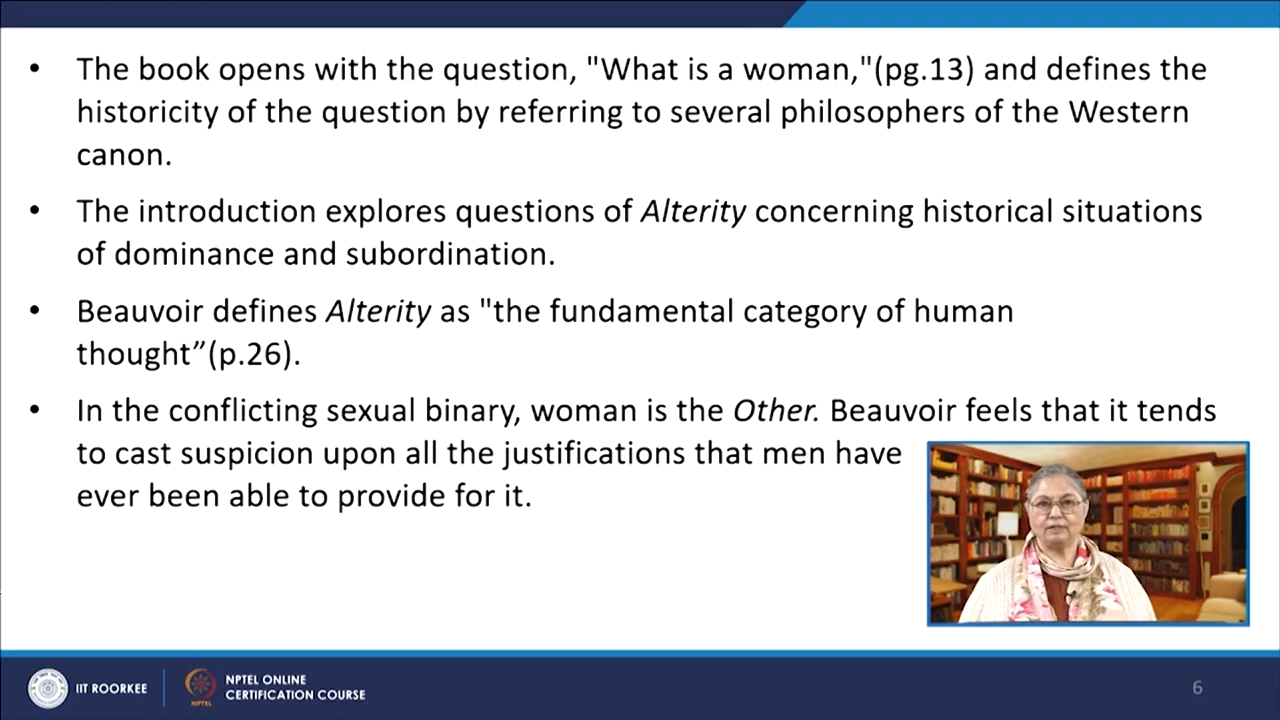 • The book opens with the question, "What is a woman,"(pg.13) and defines the
historicity of the question by referring to several philosophers of the Western
canon.
• The introduction explores questions of Alterity concerning historical situations
of dominance and subordination.
• Beauvoir defines Alterity as "the fundamental category of human
thought”(p.26).
• In the conflicting sexual binary, woman is the Other. Beauvoir feels that it tends
to cast suspicion upon all the justifications that men have
ever been able to provide for it.
IIT ROORKEE
NPTEL
NPTEL ONLINE
CERTIFICATION COURSE
6